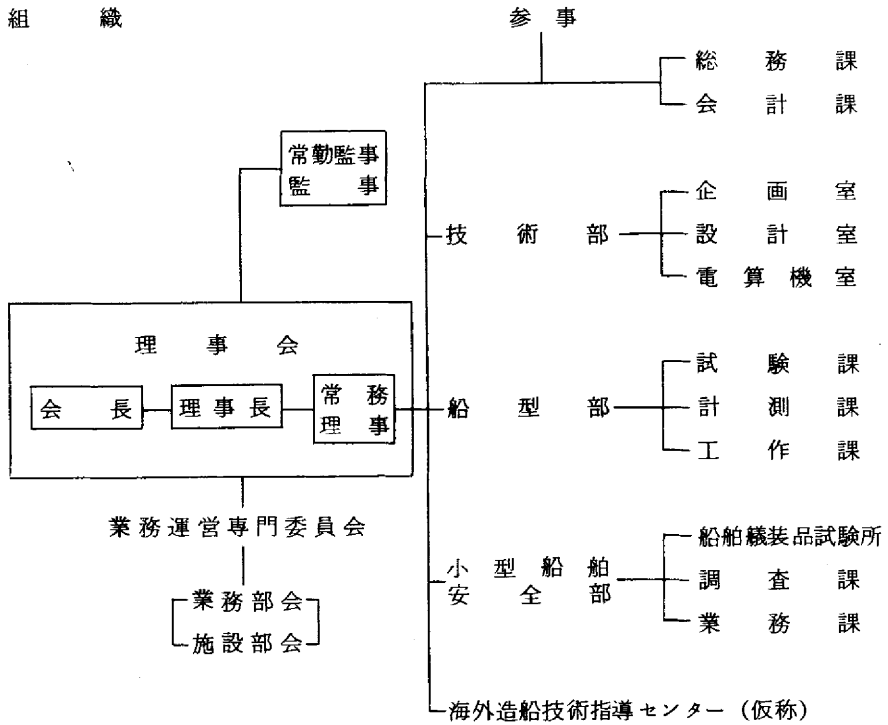 組織
参事
総務課
会計課
常勤監事
監事
企画室
技術部
設計室
電算機室
理事会
会長
理事長
常務
理事
試験課
船型部
計測課
工作課
業務運営専門委員会
業務部会
施設部会
船舶艤装品試験所
小型船舶
安全部
調査課
業務課
海外造船技術指導センター(仮称)